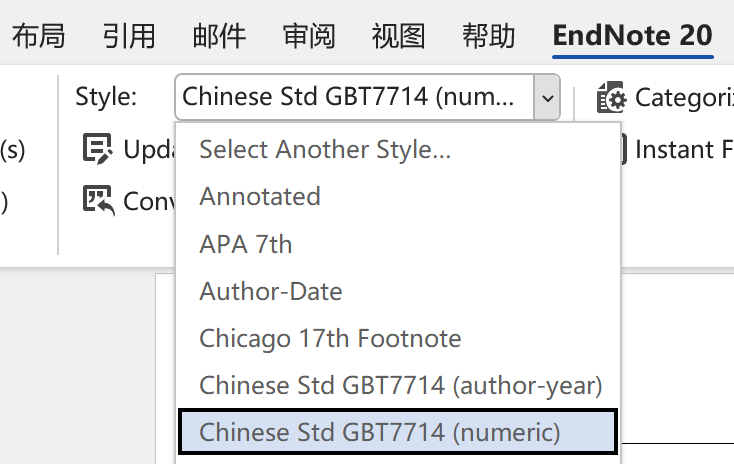 布局 引用 邮件 审阅 视图 帮助 EndNote 20
Style: Chinese Std GBT7714 (num... Categoriz
(s) Upda Instant F
) Conv
Select Another Style...
Annotated
APA 7th
Author-Date
Chicago 17th Footnote
Chinese Std GBT7714 (author-year)
Chinese Std GBT7714 (numeric)